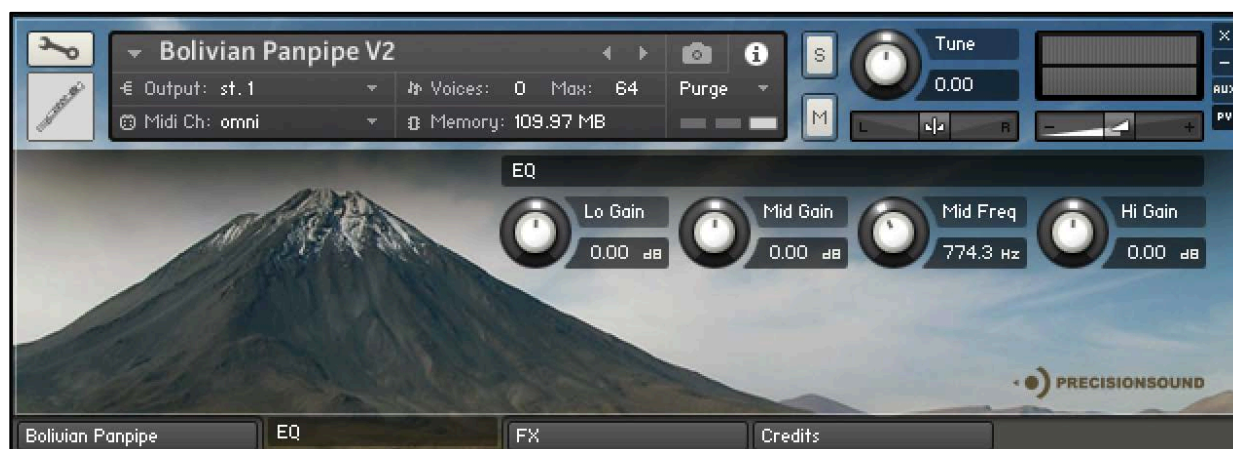 Bolivian Panpipe V2
Output: st. 1
Voices: 0 Max: 64
Purge
Midi Ch: omni
Memory: 109.97 MB
S
M
Tune
0.00
L R
- +
×
-
AUX
PV
EQ
Lo Gain
0.00 dB
Mid Gain
0.00 dB
Mid Freq
774.3 Hz
Hi Gain
0.00 dB
PRECISIONSOUND
Bolivian Panpipe
EQ
FX
Credits